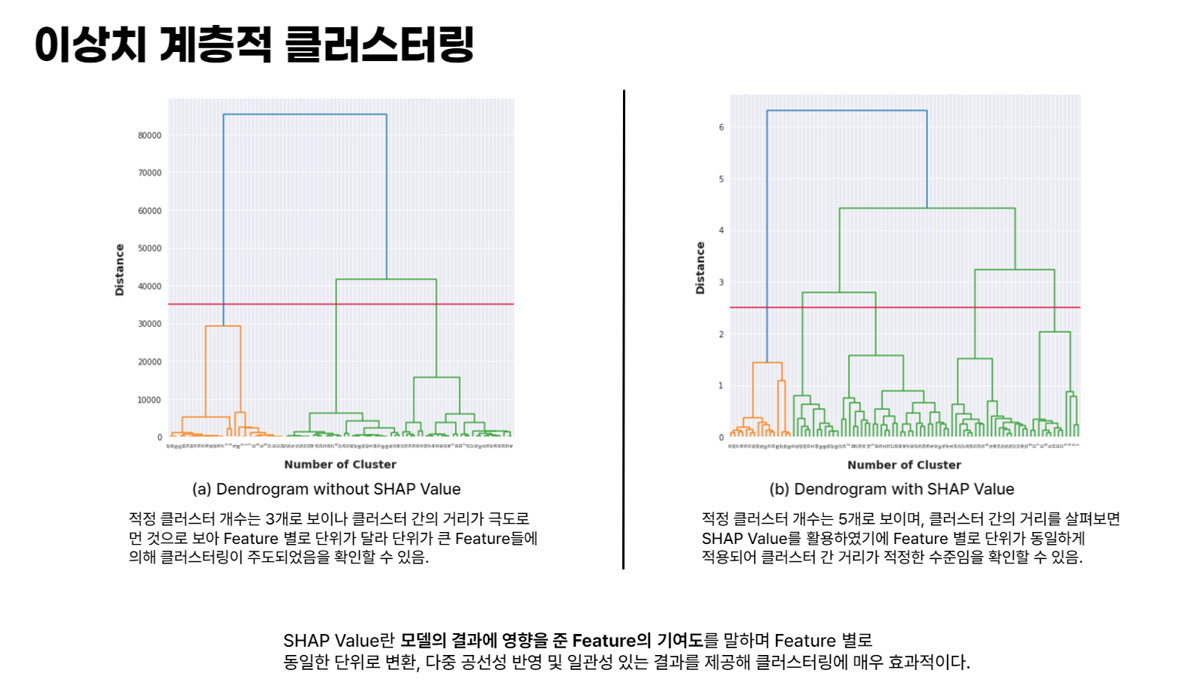 이상치 계층적 클러스터링
80000
70000
60000
50000
40000
30000
20000
10000
0
Distance
Number of Cluster
(a) Dendrogram without SHAP Value
적정 클러스터 개수는 3개로 보이나 클러스터 간의 거리가 극도로
먼 것으로 보아 Feature 별로 단위가 달라 단위가 큰 Feature들에
의해 클러스터링이 주도되었음을 확인할 수 있음.
6
5
4
3
2
1
0
Distance
Number of Cluster
(b) Dendrogram with SHAP Value
적정 클러스터 개수는 5개로 보이며, 클러스터 간의 거리를 살펴보면
SHAP Value를 활용하였기에 Feature 별로 단위가 동일하게
적용되어 클러스터 간 거리가 적정한 수준임을 확인할 수 있음.
SHAP Value란 모델의 결과에 영향을 준 Feature의 기여도를 말하며 Feature 별로
동일한 단위로 변환, 다중 공선성 반영 및 일관성 있는 결과를 제공해 클러스터링에 매우 효과적이다.